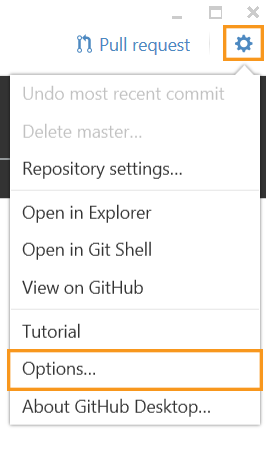 Pull request
Undo most recent commit
Delete master...
Repository settings...
Open in Explorer
Open in Git Shell
View on GitHub
Tutorial
Options...
About GitHub Desktop...